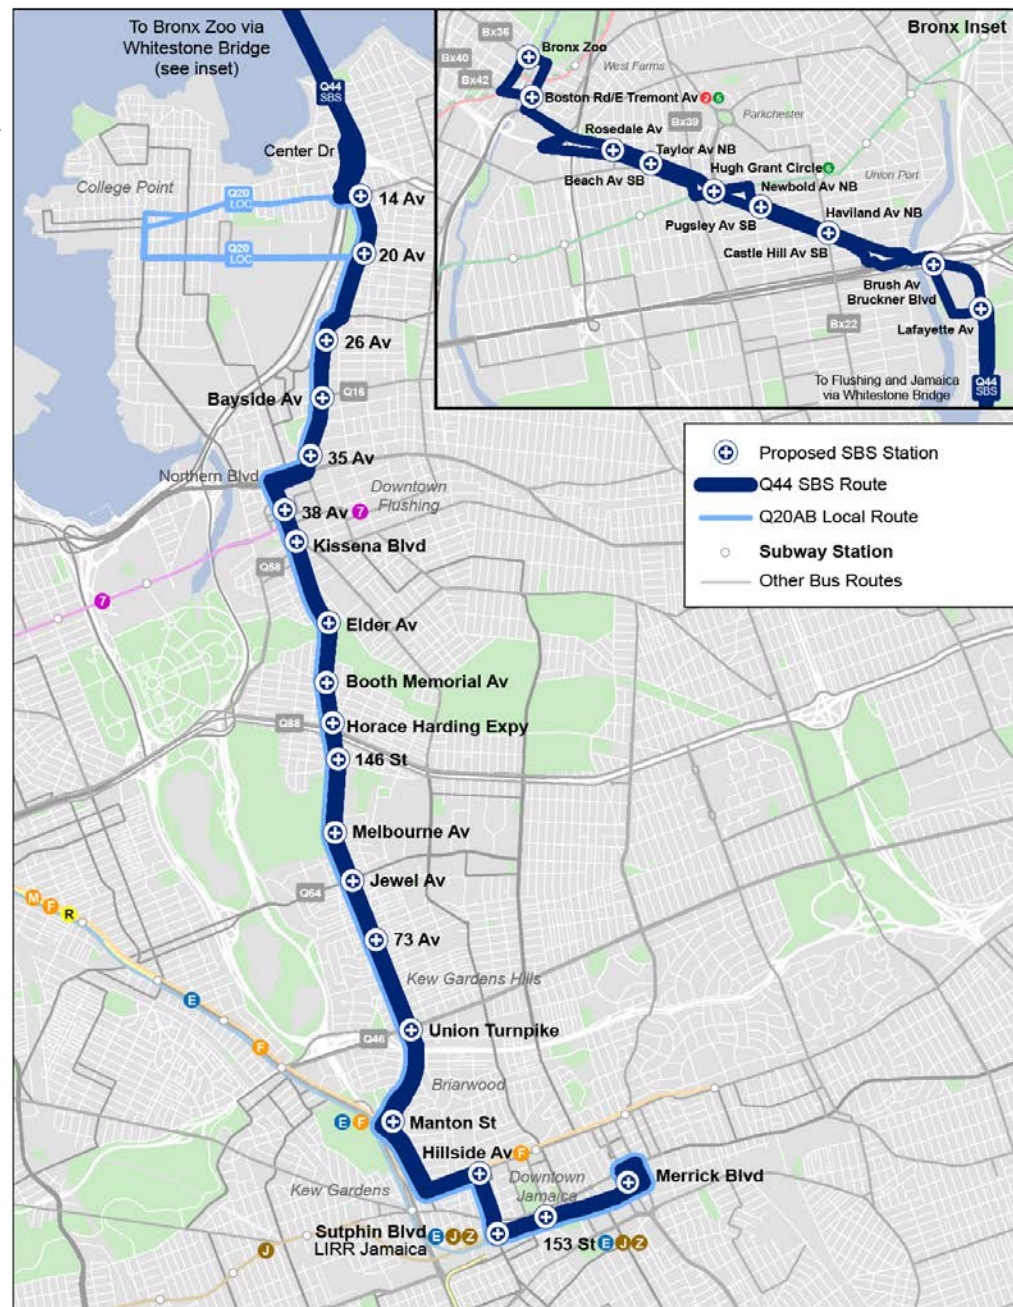 To Bronx Zoo via
Whitestone Bridge
(see inset)
Q44
SBS
Center Dr
College Point
Q20
LOC
14 Av
Q20
LOC
20 Av
26 Av
Bayside Av
Q16
35 Av
Northern Blvd
Downtown
Flushing
38 Av 7
Kissena Blvd
Q58
7
Elder Av
Booth Memorial Av
Q88
Horace Harding Expy
146 St
Melbourne Av
Q64
Jewel Av
M F R
73 Av
Kew Gardens Hills
E
Q46
Union Turnpike
F
Briarwood
E F
Manton St
Hillside Av F
Kew Gardens
Downtown
Jamaica
Merrick Blvd
Sutphin Blvd
LIRR Jamaica
E J Z
153 St E J Z
J
Bronx Inset
Bx36
Bronx Zoo
Bx40
West Farms
Bx42
Boston Rd/E Tremont Av 2 5
Bx39
Parkchester
Rosedale Av
Taylor Av NB
Beach Av SB
Hugh Grant Circle 6
Newbold Av NB
Union Port
Pugsley Av SB
Haviland Av NB
Castle Hill Av SB
Brush Av
Bruckner Blvd
Bx22
Lafayette Av
To Flushing and Jamaica
via Whitestone Bridge
Q44
SBS
Proposed SBS Station
Q44 SBS Route
Q20AB Local Route
Subway Station
Other Bus Routes